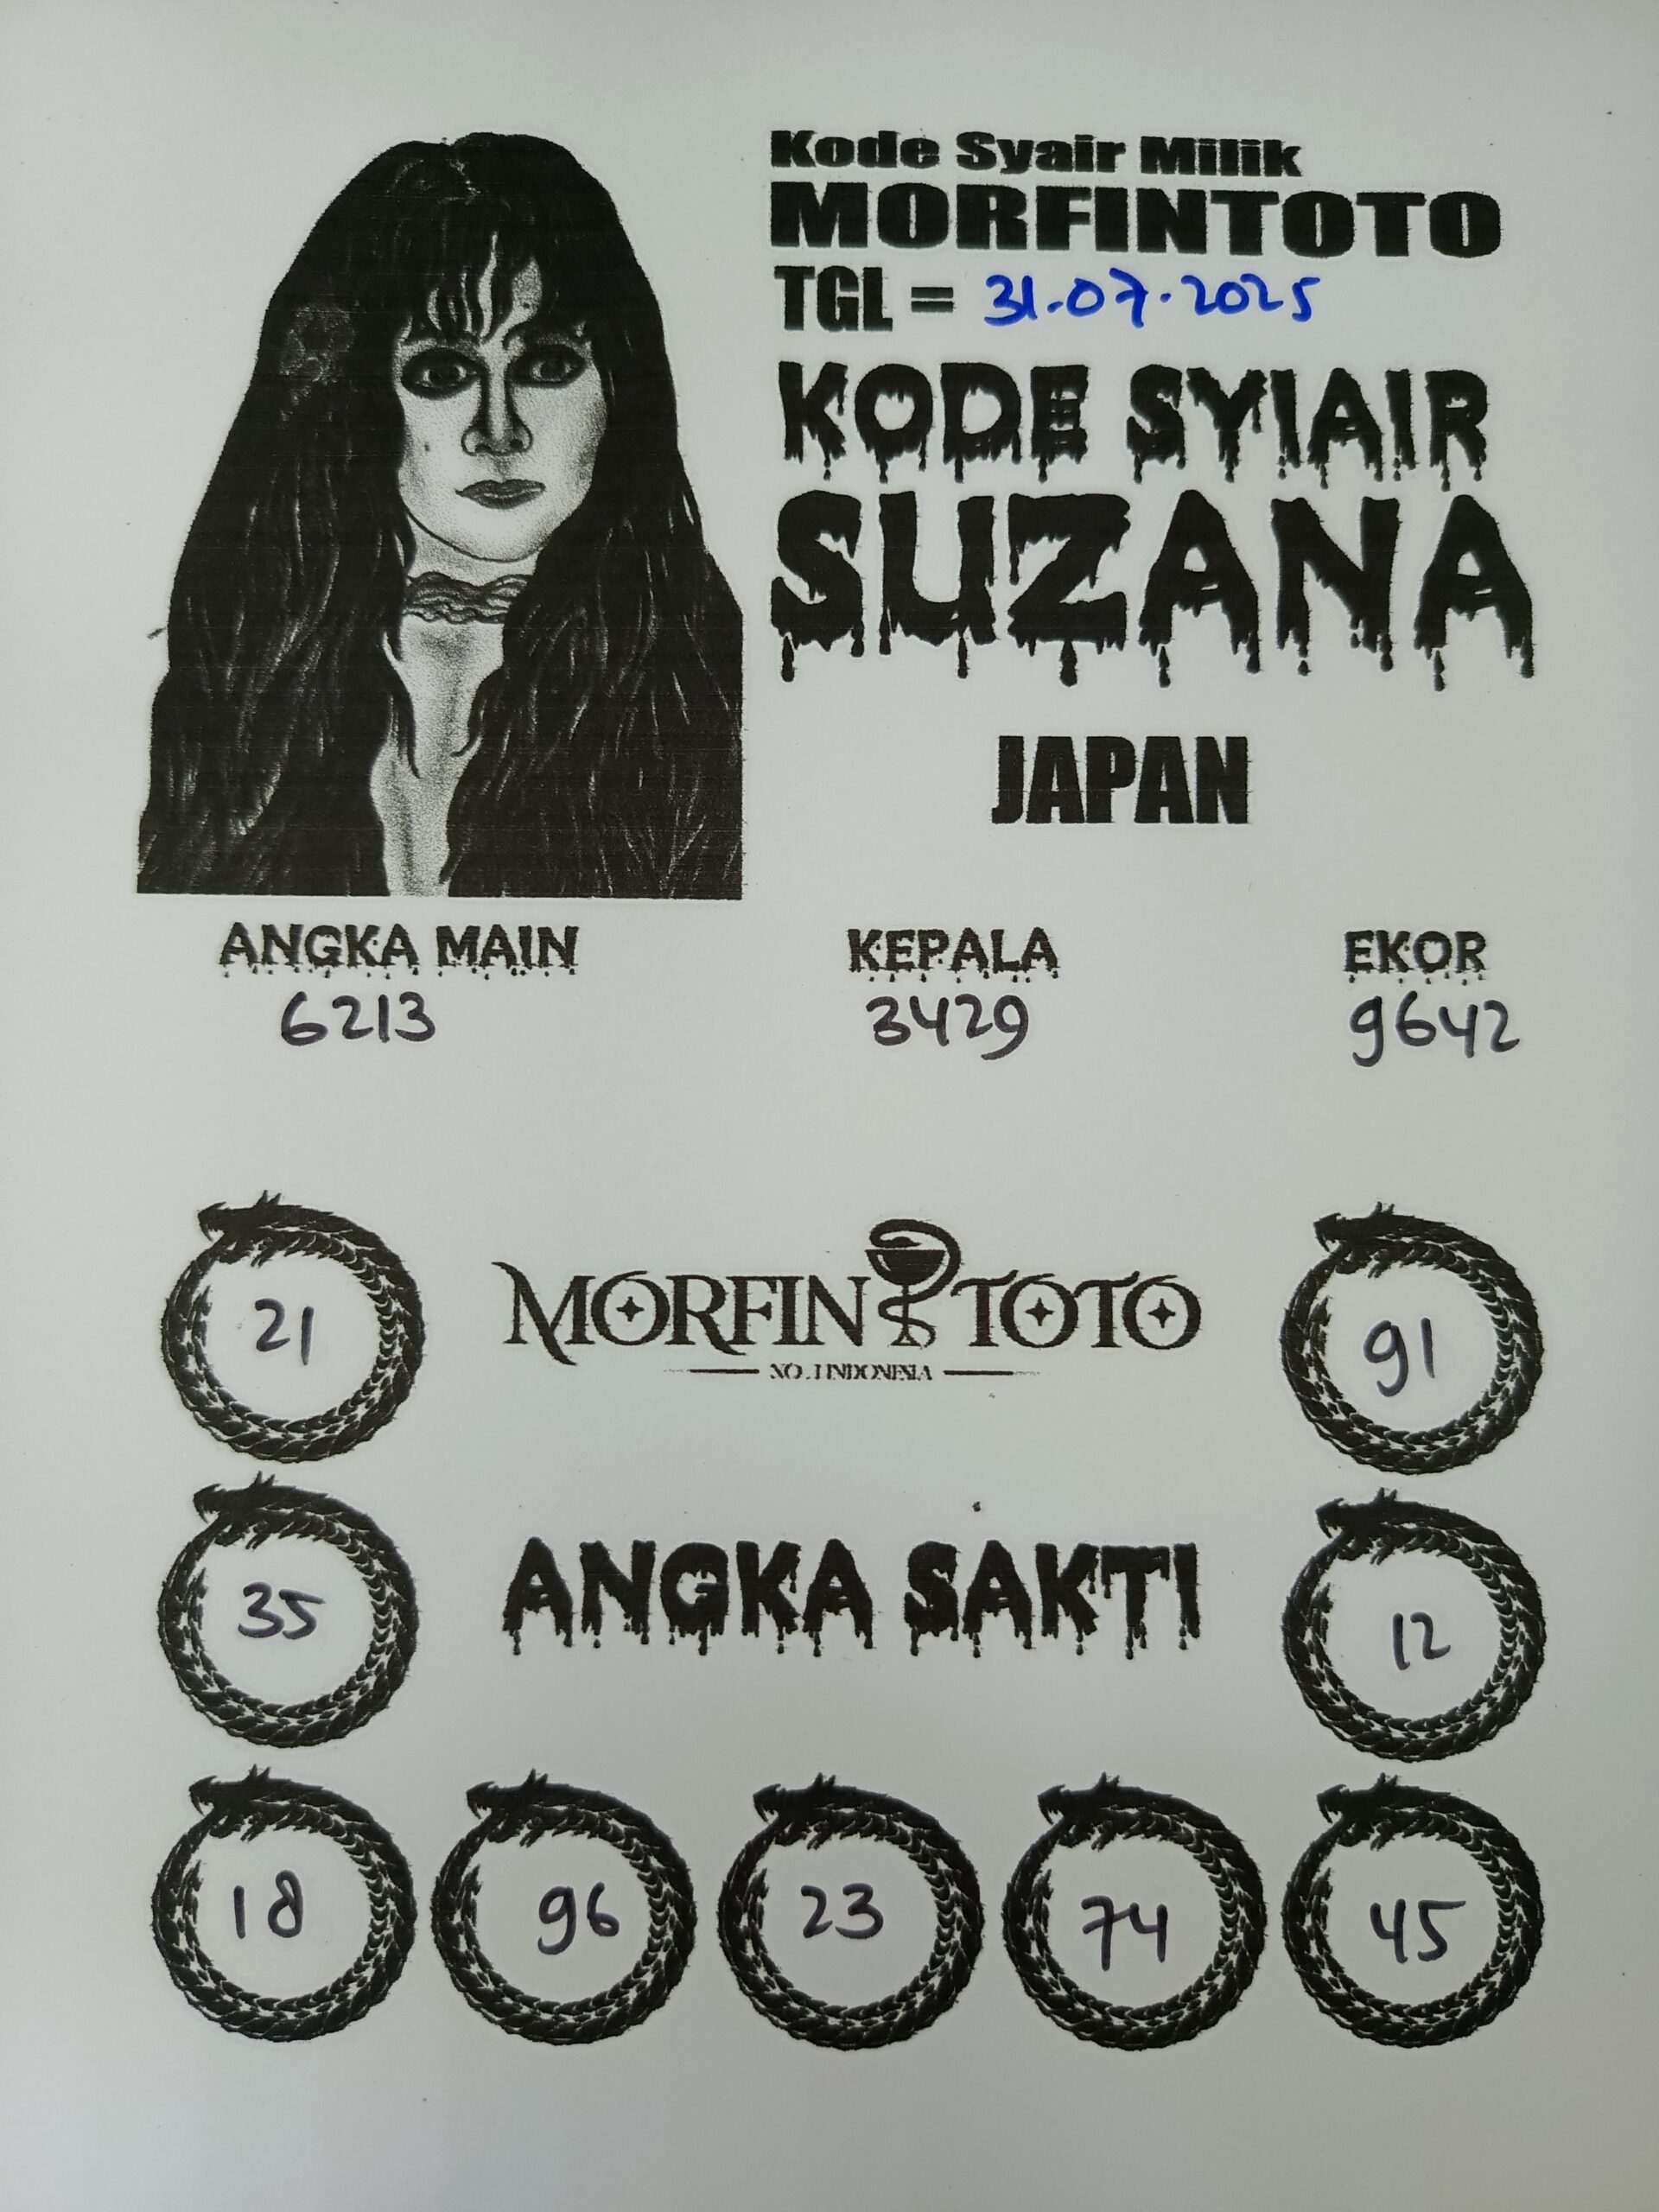 Kode Syair Milik
MORFINTOTO
TGL = 31.07.2025
KODE SYIAIR
SUZANA
JAPAN
ANGKA MAIN KEPALA EKOR
6213 3429 9642
21 MORFIN TOTO 91
NO.1 INDONESIA
35 ANGKA SAKTI 12
18 96 23 74 45